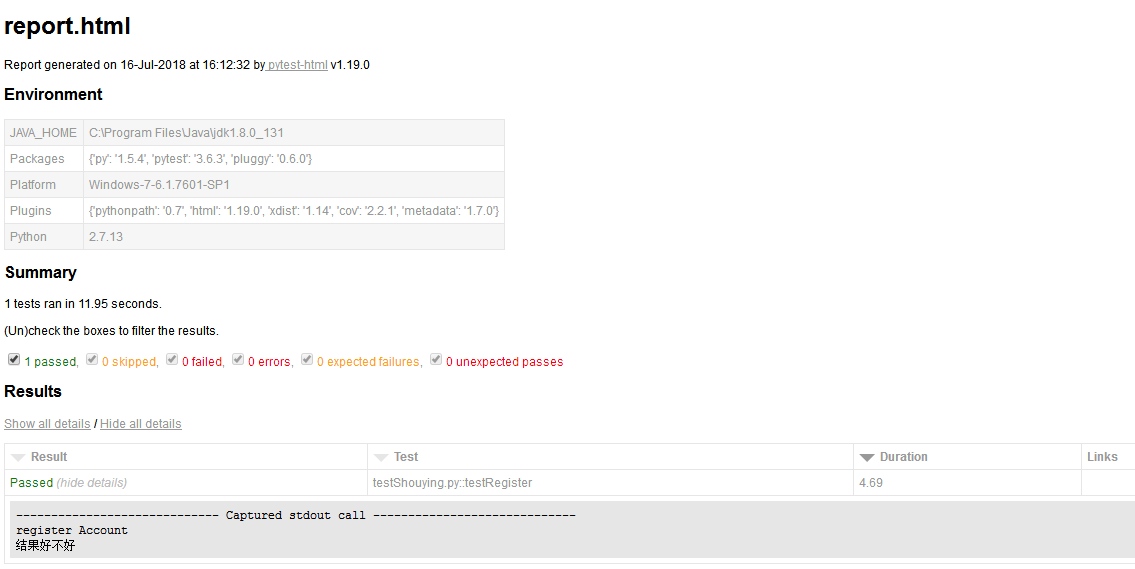 report.html
Report generated on 16-Jul-2018 at 16:12:32 by pytest-html v1.19.0
Environment
JAVA_HOME C:\Program Files\Java\jdk1.8.0_131
Packages {'py': '1.5.4', 'pytest': '3.6.3', 'pluggy': '0.6.0'}
Platform Windows-7-6.1.7601-SP1
Plugins {'pythonpath': '0.7', 'html': '1.19.0', 'xdist': '1.14', 'cov': '2.2.1', 'metadata': '1.7.0'}
Python 2.7.13
Summary
1 tests ran in 11.95 seconds.
(Un)check the boxes to filter the results.
1 passed, 0 skipped, 0 failed, 0 errors, 0 expected failures, 0 unexpected passes
Results
Show all details / Hide all details
Result Test Duration Links
Passed (hide details) testShouying.py::testRegister 4.69
----------------------------- Captured stdout call -----------------------------
register Account
结果好不好